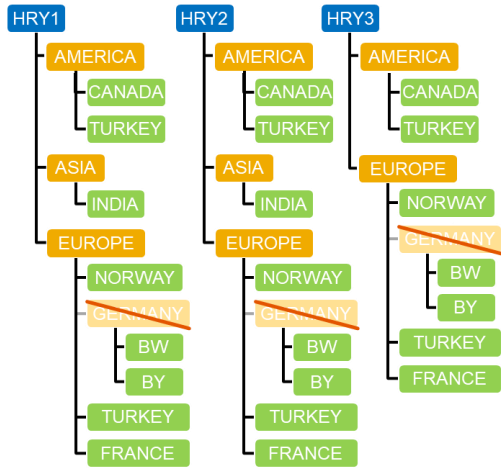 HRY1
AMERICA
CANADA
TURKEY
ASIA
INDIA
EUROPE
NORWAY
GERMANY
BW
BY
TURKEY
FRANCE
HRY2
AMERICA
CANADA
TURKEY
ASIA
INDIA
EUROPE
NORWAY
GERMANY
BW
BY
TURKEY
FRANCE
HRY3
AMERICA
CANADA
TURKEY
EUROPE
NORWAY
GERMANY
BW
BY
TURKEY
FRANCE